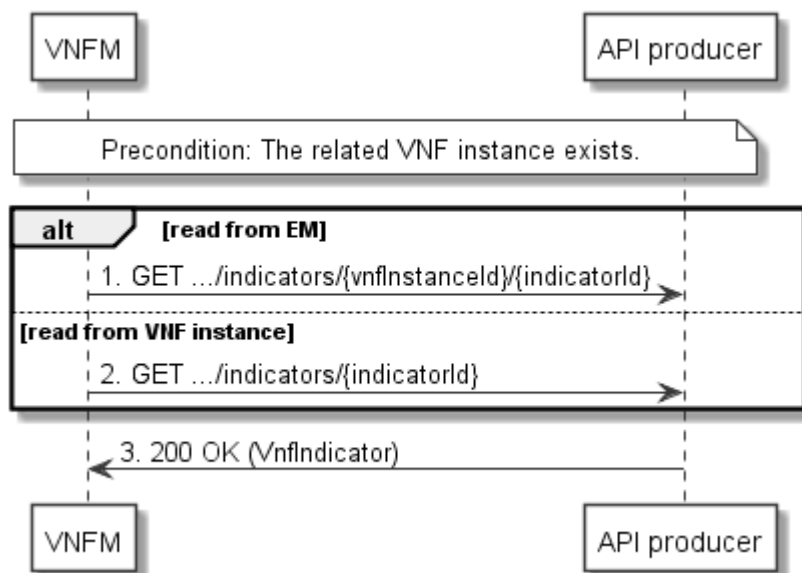 VNFM
API producer
Precondition: The related VNF instance exists.
alt
[read from EM]
1. GET .../indicators/{vnfInstanceId}/{indicatorId}
[read from VNF instance]
2. GET .../indicators/{indicatorId}
3. 200 OK (VnfIndicator)
VNFM
API producer